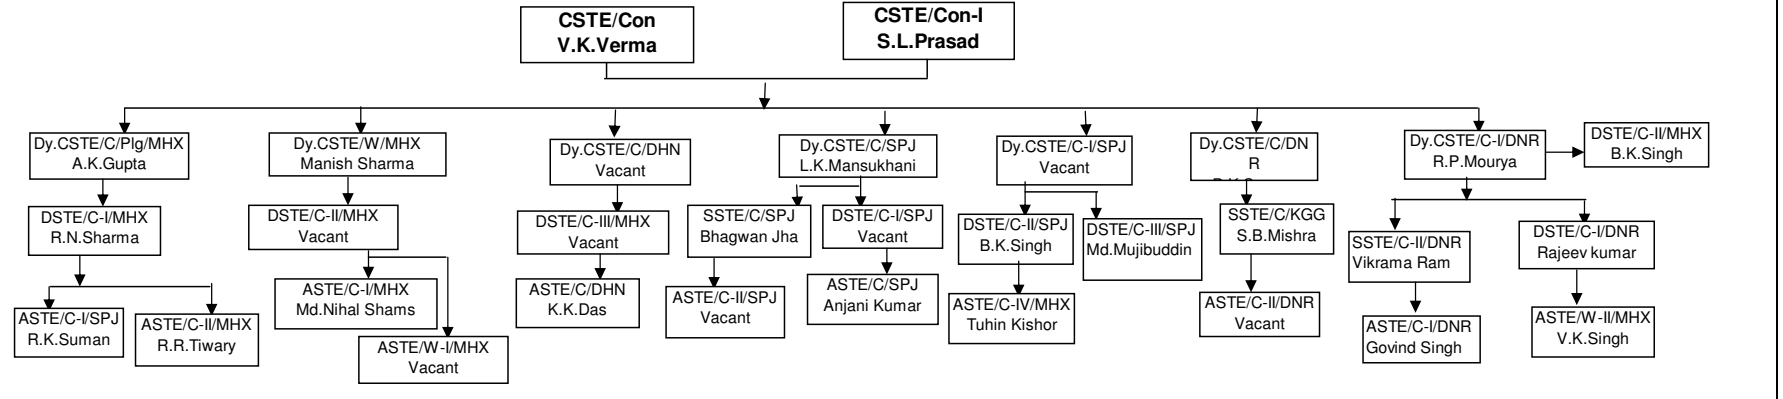 CSTE/Con
V.K.Verma
CSTE/Con-I
S.L.Prasad
Dy.CSTE/C/Plg/MHX
A.K.Gupta
Dy.CSTE/W/MHX
Manish Sharma
Dy.CSTE/C/DHN
Vacant
Dy.CSTE/C/SPJ
L.K.Mansukhani
Dy.CSTE/C-I/SPJ
Vacant
Dy.CSTE/C/DN
R
Dy.CSTE/C-I/DNR
R.P.Mourya
DSTE/C-II/MHX
B.K.Singh
DSTE/C-I/MHX
R.N.Sharma
DSTE/C-II/MHX
Vacant
DSTE/C-III/MHX
Vacant
SSTE/C/SPJ
Bhagwan Jha
DSTE/C-I/SPJ
Vacant
DSTE/C-II/SPJ
B.K.Singh
DSTE/C-III/SPJ
Md.Mujibuddin
SSTE/C/KGG
S.B.Mishra
SSTE/C-II/DNR
Vikrama Ram
DSTE/C-I/DNR
Rajeev kumar
ASTE/C-I/SPJ
R.K.Suman
ASTE/C-II/MHX
R.R.Tiwary
ASTE/C-I/MHX
Md.Nihal Shams
ASTE/W-I/MHX
Vacant
ASTE/C/DHN
K.K.Das
ASTE/C-II/SPJ
Vacant
ASTE/C/SPJ
Anjani Kumar
ASTE/C-IV/MHX
Tuhin Kishor
ASTE/C-II/DNR
Vacant
ASTE/C-I/DNR
Govind Singh
ASTE/W-II/MHX
V.K.Singh